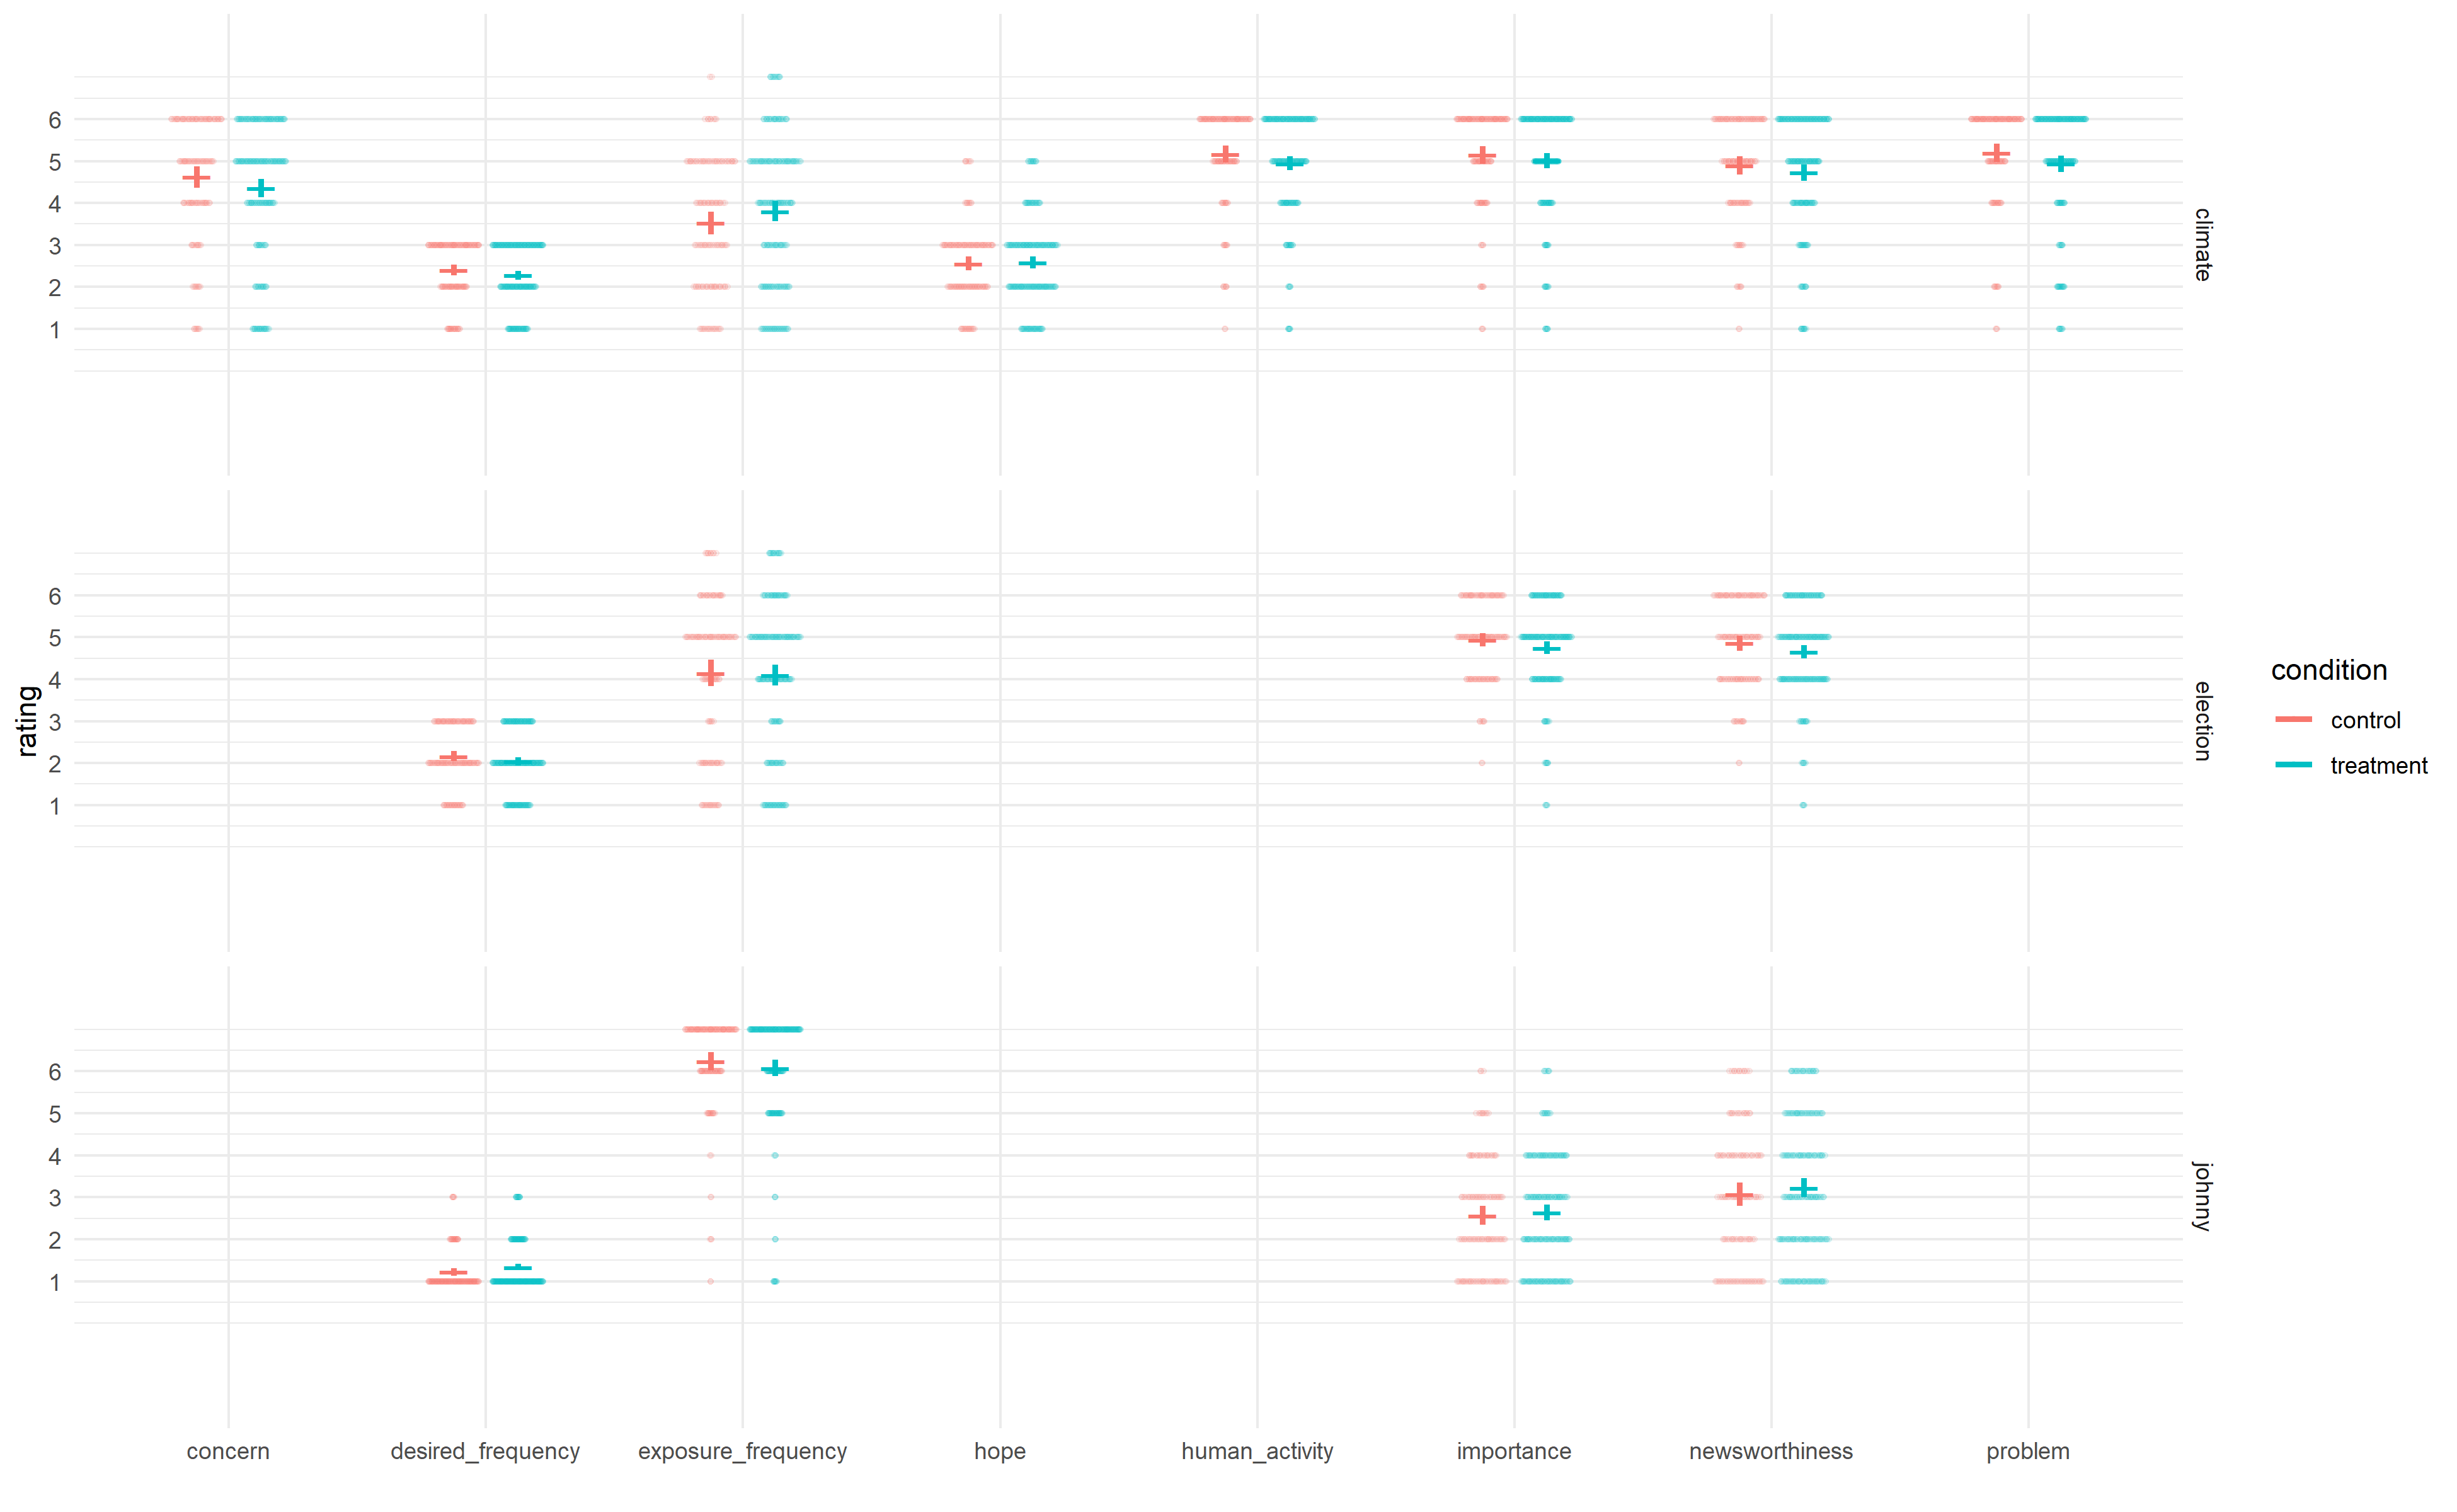 rating
6
5
4
3
2
1
climate
6
5
4
3
2
1
election
6
5
4
3
2
1
johnny
concern
desired_frequency
exposure_frequency
hope
human_activity
importance
newsworthiness
problem
condition
control
treatment